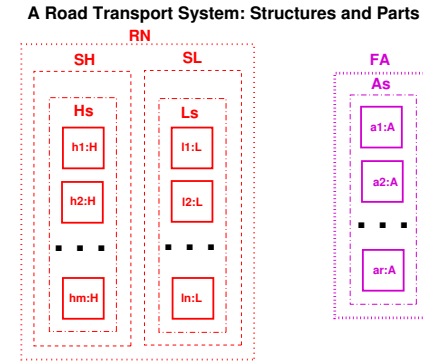 A Road Transport System: Structures and Parts
RN
SH SL FA
As
Hs Ls
h1:H l1:L a1:A
h2:H l2:L a2:A
. . . . . . . . .
hm:H ln:L ar:A